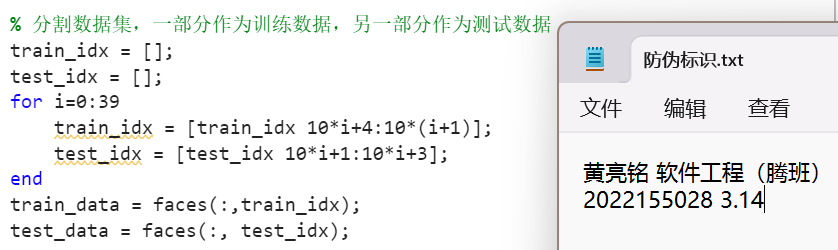 % 分割数据集，一部分作为训练数据，另一部分作为测试数据
train_idx = [];
test_idx = [];
for i=0:39
    train_idx = [train_idx 10*i+4:10*(i+1)];
    test_idx = [test_idx 10*i+1:10*i+3];
end
train_data = faces(:,train_idx);
test_data = faces(:, test_idx);
防伪标识.txt
文件 编辑 查看
黄亮铭 软件工程（腾班）
2022155028 3.14